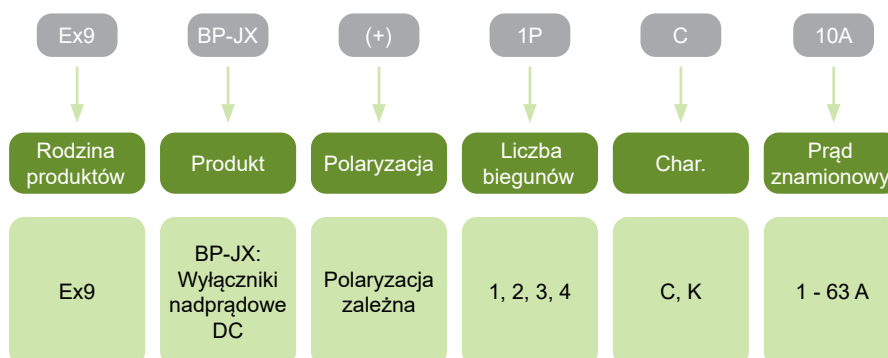 Ex9 BP-JX (+) 1P C 10A
Rodzina produktów
Produkt
Polaryzacja
Liczba biegunów
Char.
Prąd znamionowy
Ex9
BP-JX:
Wyłączniki
nadprądowe
DC
Polaryzacja
zależna
1, 2, 3, 4
C, K
1 - 63 A